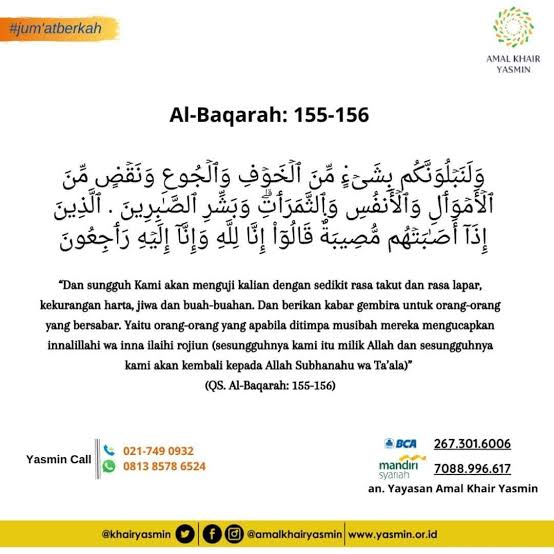 #jum'atberkah
AMAL KHAIR
YASMIN
Al-Baqarah: 155-156
وَلَنَبۡلُوَنَّكُم بِشَىۡءٍ مِّنَ ٱلۡخَوۡفِ وَٱلۡجُوعِ وَنَقۡصٍ مِّنَ
ٱلۡأَمۡوَٲلِ وَٱلۡأَنفُسِ وَٱلثَّمَرَٲتِۗ وَبَشِّرِ ٱلصَّـٰبِرِينَ . ٱلَّذِينَ
إِذَآ أَصَـٰبَتۡهُم مُّصِيبَةٌ قَالُوٓاْ إِنَّا لِلَّهِ وَإِنَّآ إِلَيۡهِ رَٲجِعُونَ
“Dan sungguh Kami akan menguji kalian dengan sedikit rasa takut dan rasa lapar,
kekurangan harta, jiwa dan buah-buahan. Dan berikan kabar gembira untuk orang-orang
yang bersabar. Yaitu orang-orang yang apabila ditimpa musibah mereka mengucapkan
innalillahi wa inna ilaihi rojiun (sesungguhnya kami itu milik Allah dan sesungguhnya
kami akan kembali kepada Allah Subhanahu wa Ta’ala)”
(QS. Al-Baqarah: 155-156)
Yasmin Call
021-749 0932
0813 8578 6524
BCA 267.301.6006
mandiri
syariah 7088.996.617
an. Yayasan Amal Khair Yasmin
@khairyasmin @amalkhairyasmin www.yasmin.or.id